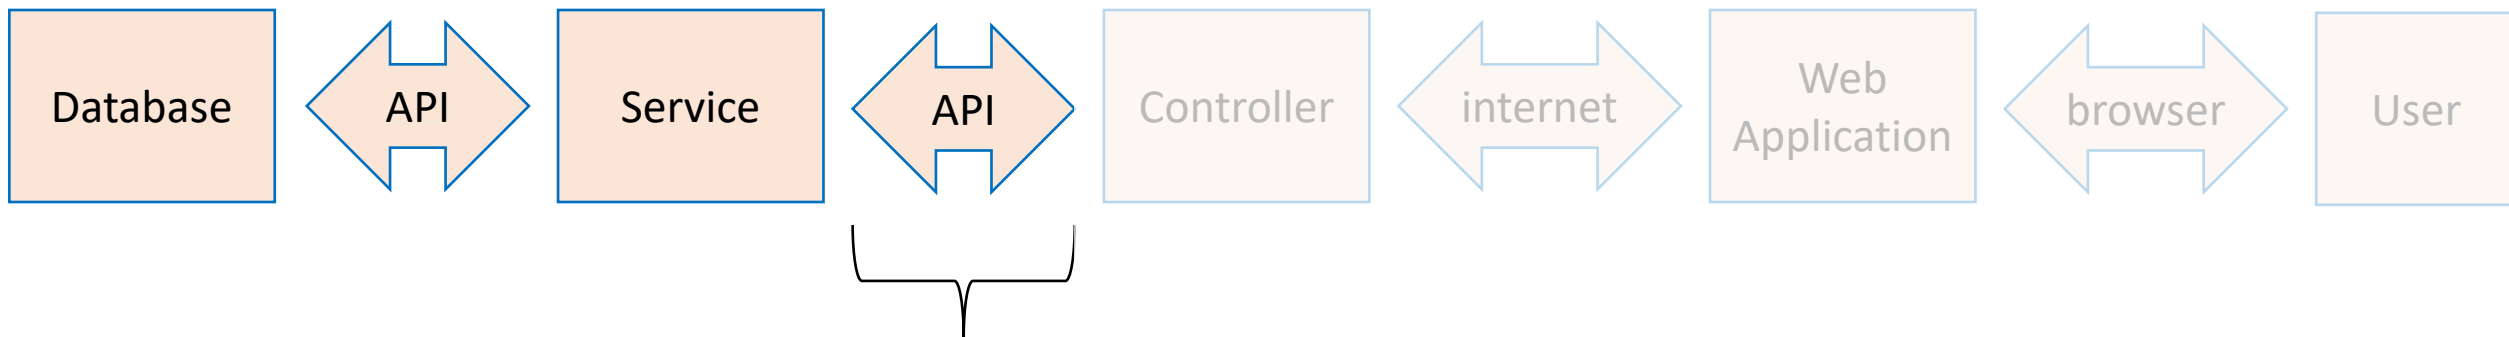 Database
API
Service
API
Controller
internet
Web
Application
browser
User